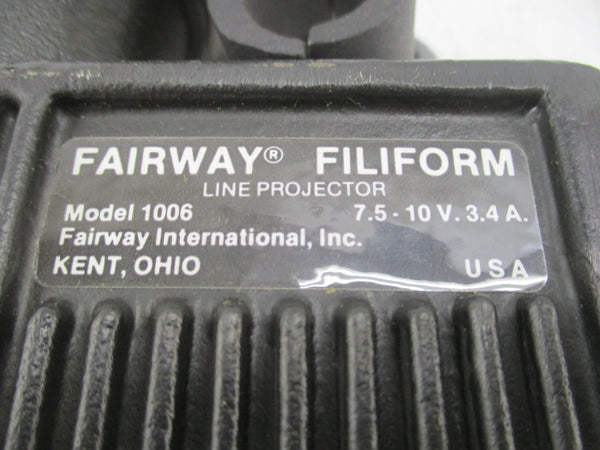 FAIRWAY® FILIFORM
LINE PROJECTOR
Model 1006 7.5 - 10 V. 3.4 A.
Fairway International, Inc.
KENT, OHIO USA